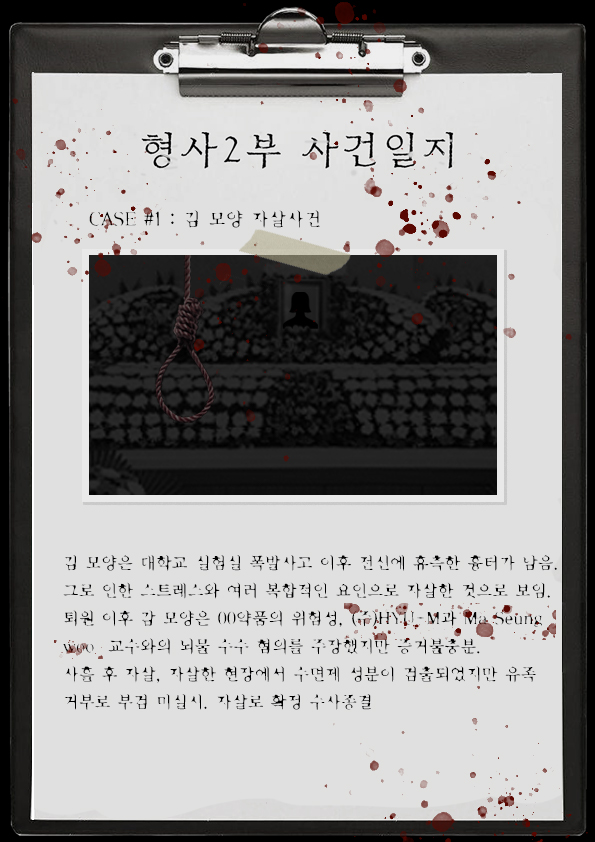 형사2부 사건일지
CASE #1 : 김 모양 자살사건
김 모양은 대학교 실험실 폭발사고 이후 전신에 흉측한 흉터가 남음.
그로 인한 스트레스와 여러 복합적인 요인으로 자살한 것으로 보임.
퇴원 이후 김 모양은 00약품의 위험성, (주)HYU-M과 Ma Seung
woo 교수와의 뇌물 수수 혐의를 주장했지만 증거불충분.
사흘 후 자살, 자살한 현장에서 수면제 성분이 검출되었지만 유족
거부로 부검 미실시. 자살로 확정 수사종결